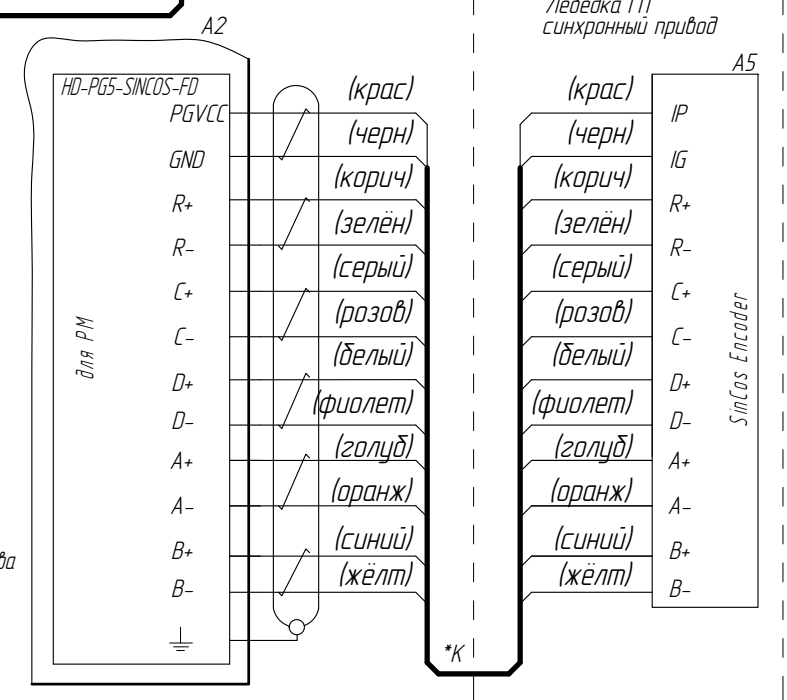 Лебедка ГП
синхронный привод
A2
A5
HD-PG5-SINCOS-FD
PGVCC
(крас)
(крас)
IP
(черн)
(черн)
GND
IG
(корич)
(корич)
R+
R+
(зелён)
(зелён)
R-
R-
(серый)
(серый)
C+
C+
(розов)
(розов)
C-
C-
(белый)
(белый)
D+
D+
(фиолет)
(фиолет)
D-
D-
(голуб)
(голуб)
A+
A+
(оранж)
(оранж)
A-
A-
(синий)
(синий)
B+
B+
(жёлт)
(жёлт)
B-
B-
для РМ
SinCos Encoder
*К